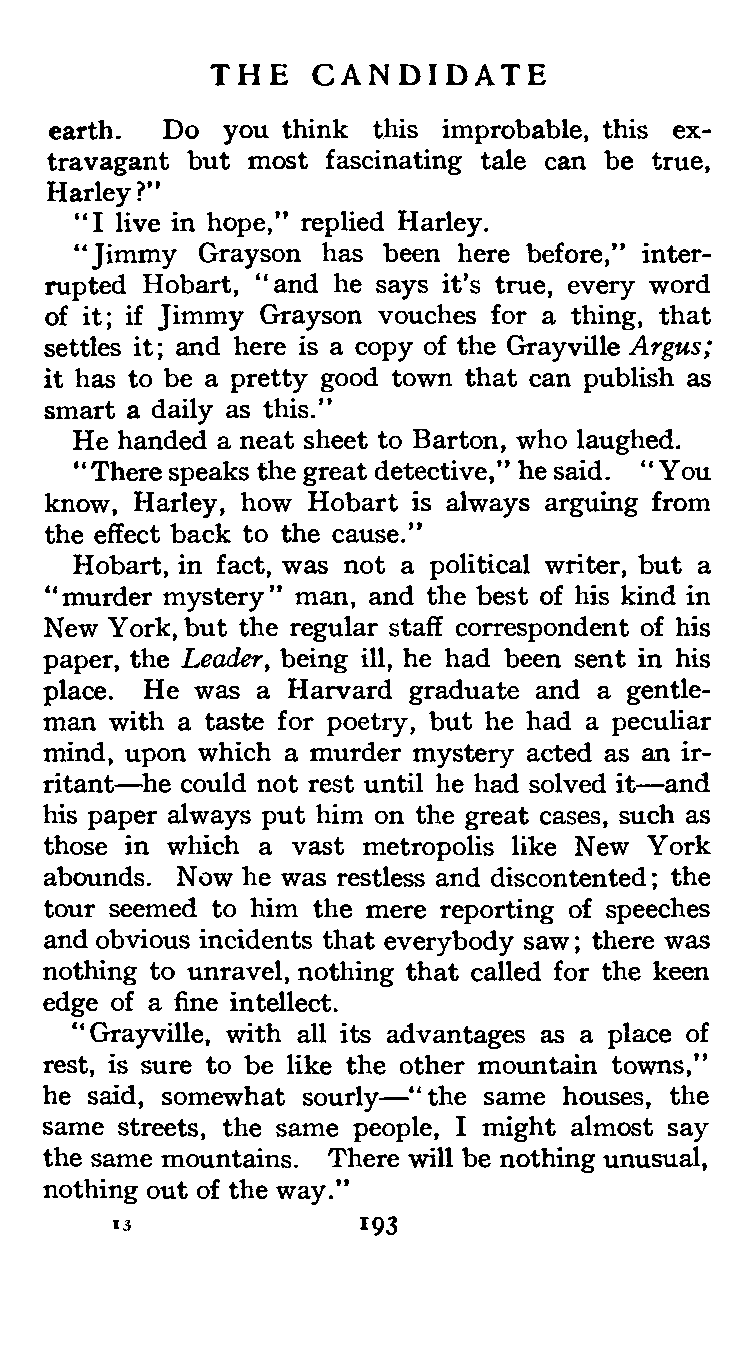 THE CANDIDATE
earth. Do you think this improbable, this ex-
travagant but most fascinating tale can be true,
Harley?"
"I live in hope," replied Harley.
"Jimmy Grayson has been here before," inter-
rupted Hobart, "and he says it's true, every word
of it; if Jimmy Grayson vouches for a thing, that
settles it; and here is a copy of the Grayville Argus;
it has to be a pretty good town that can publish as
smart a daily as this."
He handed a neat sheet to Barton, who laughed.
"There speaks the great detective," he said. "You
know, Harley, how Hobart is always arguing from
the effect back to the cause."
Hobart, in fact, was not a political writer, but a
"murder mystery" man, and the best of his kind in
New York, but the regular staff correspondent of his
paper, the Leader, being ill, he had been sent in his
place. He was a Harvard graduate and a gentle-
man with a taste for poetry, but he had a peculiar
mind, upon which a murder mystery acted as an ir-
ritant—he could not rest until he had solved it—and
his paper always put him on the great cases, such as
those in which a vast metropolis like New York
abounds. Now he was restless and discontented; the
tour seemed to him the mere reporting of speeches
and obvious incidents that everybody saw; there was
nothing to unravel, nothing that called for the keen
edge of a fine intellect.
"Grayville, with all its advantages as a place of
rest, is sure to be like the other mountain towns,"
he said, somewhat sourly—"the same houses, the
same streets, the same people, I might almost say
the same mountains. There will be nothing unusual,
nothing out of the way."
13 193